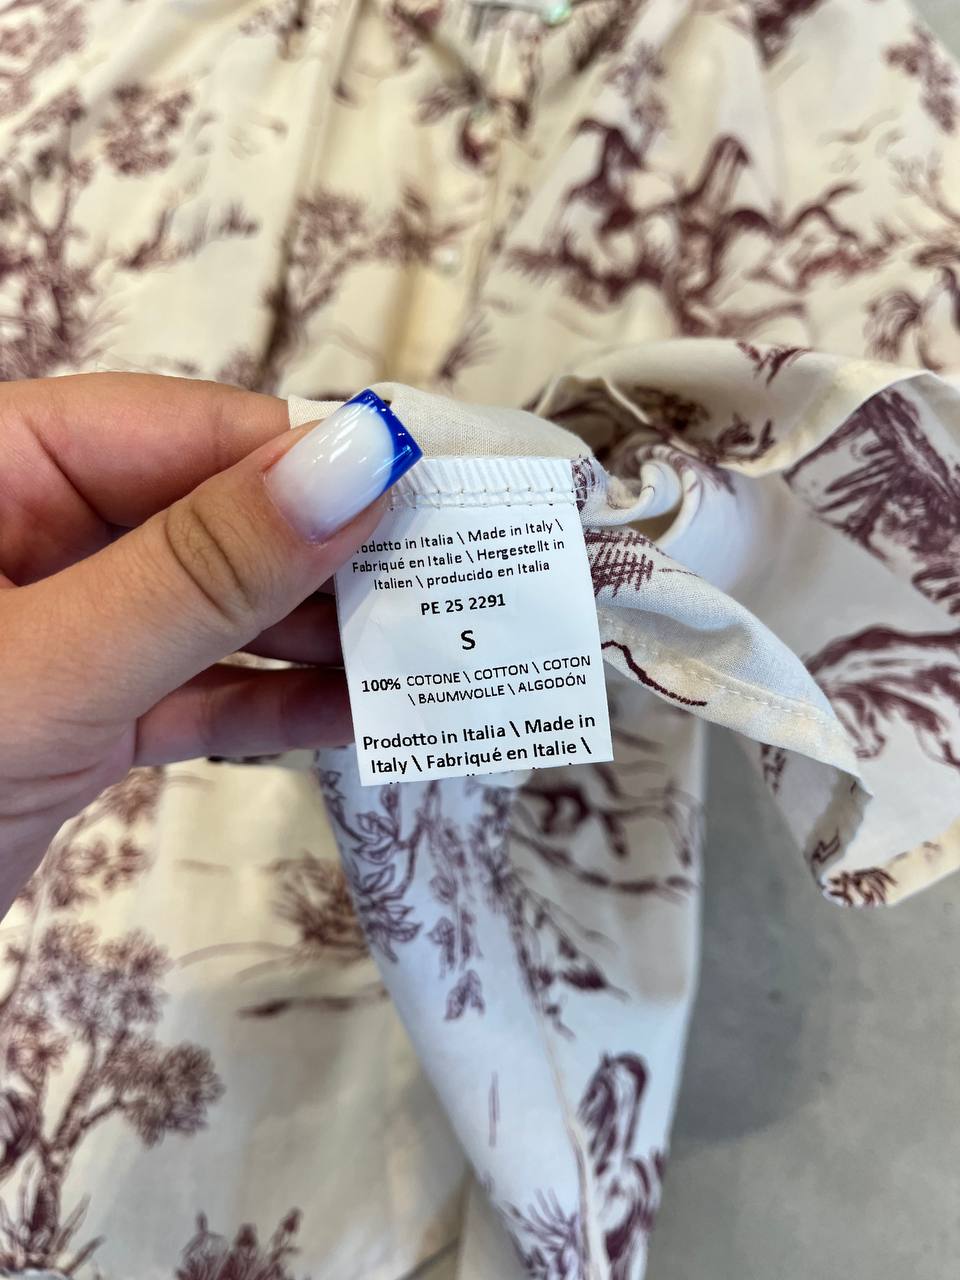 odotto in Italia \ Made in Italy \
Fabriqué en Italie \ Hergestellt in
Italien \ producido en Italia
PE 25 2291
S
100% COTONE \ COTTON \ COTON
\ BAUMWOLLE \ ALGODÓN
Prodotto in Italia \ Made in
Italy \ Fabriqué en Italie \